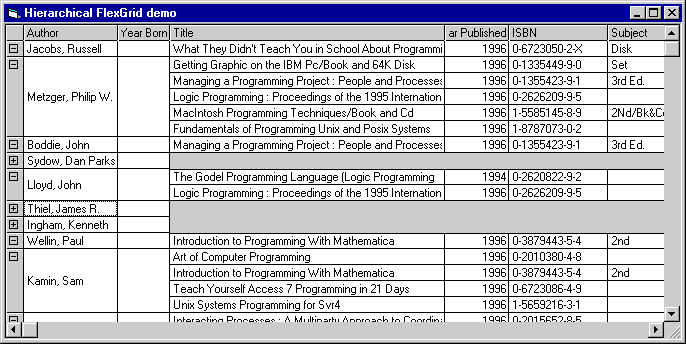 Hierarchical FlexGrid demo
Author Year Born Title ar Published ISBN Subject
Jacobs, Russell What They Didn't Teach You in School About Programmi 1996 0-6723050-2-X Disk
Getting Graphic on the IBM Pc/Book and 64K Disk 1996 0-1335449-9-0 Set
Managing a Programming Project : People and Processes 1996 0-1355423-9-1 3rd Ed.
Metzger, Philip W. Logic Programming : Proceedings of the 1995 Internation 1996 0-2626209-9-5
MacIntosh Programming Techniques/Book and Cd 1996 1-5585145-8-9 2Nd/Bk&C
Fundamentals of Programming Unix and Posix Systems 1996 1-8787073-0-2
Boddie, John Managing a Programming Project : People and Processes 1996 0-1355423-9-1 3rd Ed.
Sydow, Dan Parks
Lloyd, John The Godel Programming Language (Logic Programming 1994 0-2620822-9-2
Logic Programming : Proceedings of the 1995 Internation 1996 0-2626209-9-5
Thiel, James R.
Ingham, Kenneth
Wellin, Paul Introduction to Programming With Mathematica 1996 0-3879443-5-4 2nd
Art of Computer Programming 1996 0-2010380-4-8
Kamin, Sam Introduction to Programming With Mathematica 1996 0-3879443-5-4 2nd
Teach Yourself Access 7 Programming in 21 Days 1996 0-6723086-4-9
Unix Systems Programming for Svr4 1996 1-5659216-3-1
Interacting Processes : A Multiparty Approach to Coordina 1996 0-2015652-8-5